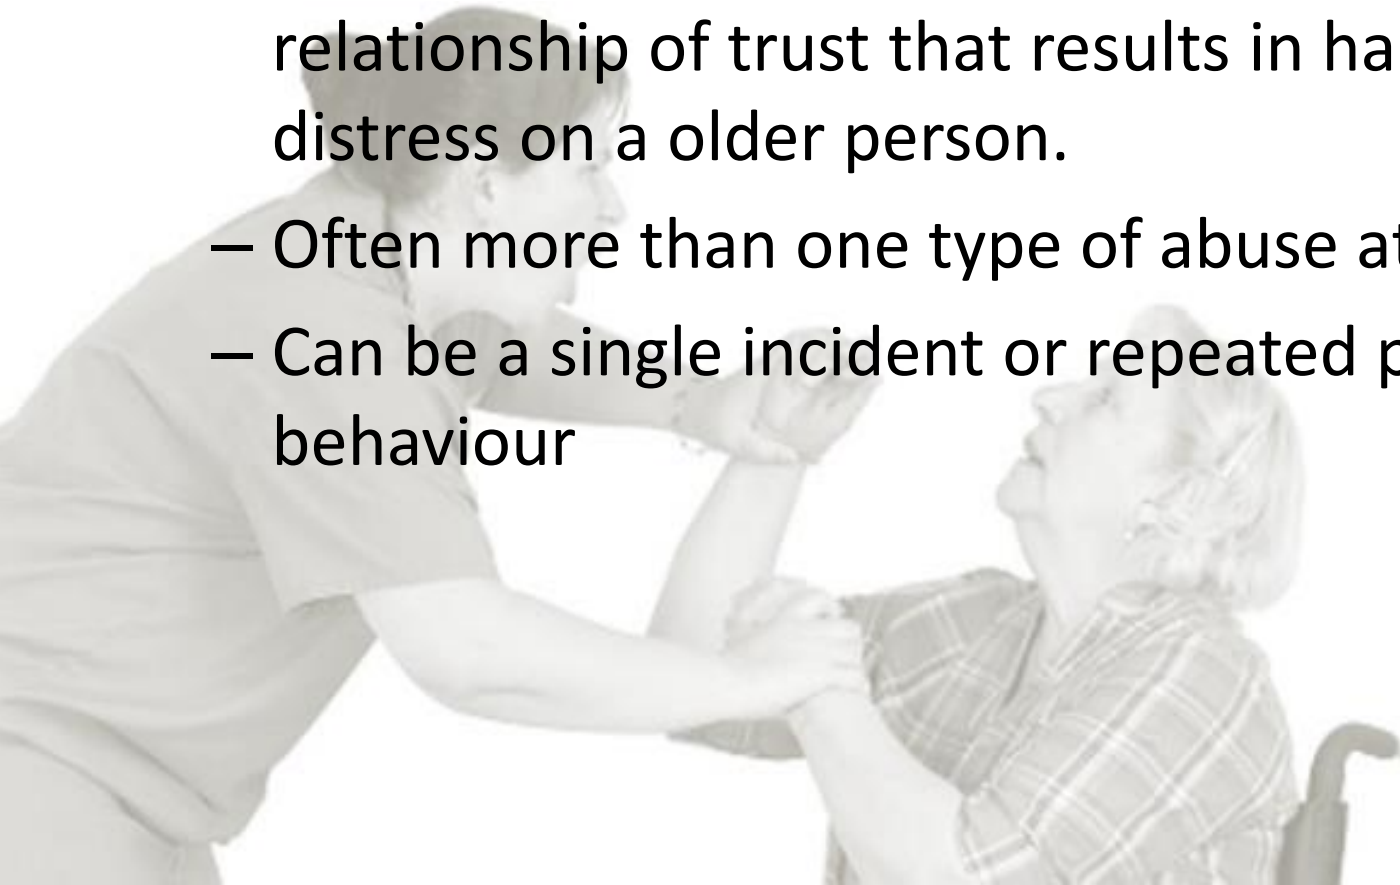 relationship of trust that results in ha
distress on a older person.
– Often more than one type of abuse at
– Can be a single incident or repeated p
behaviour